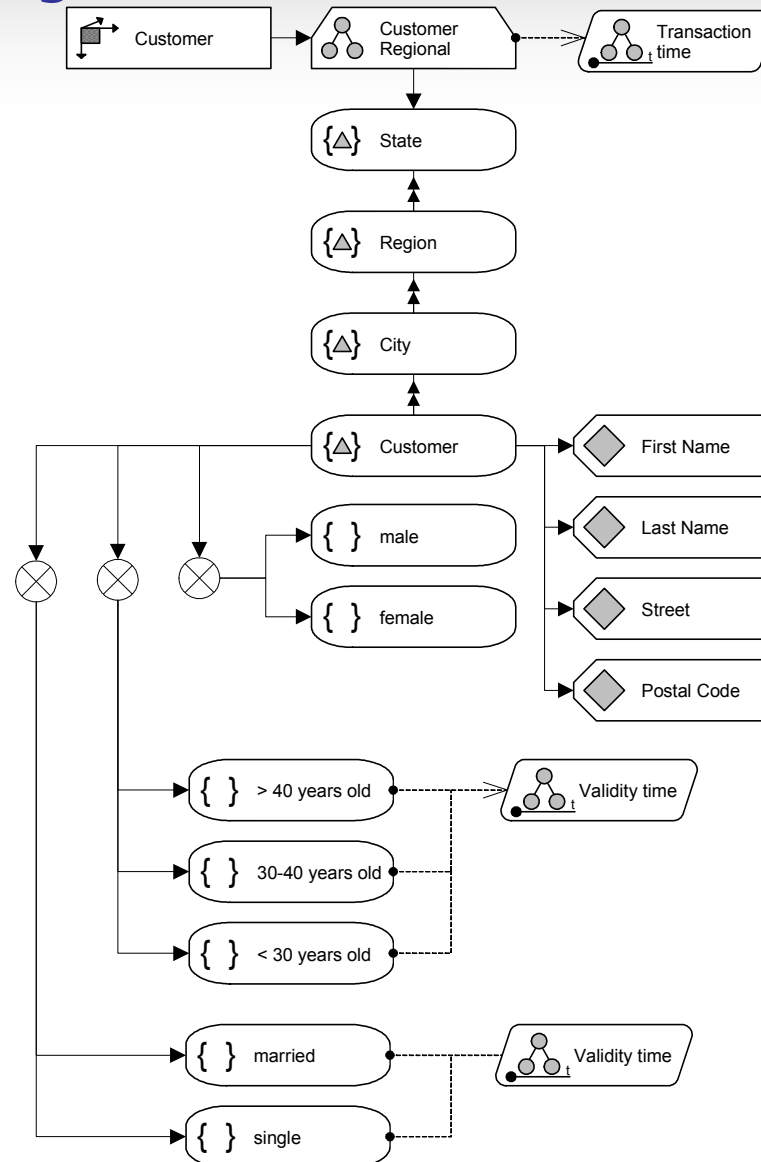 g
Customer
Customer
Regional
Transaction
time
t
{ } State
{ } Region
{ } City
{ } Customer
First Name
{ } male
Last Name
{ } female
Street
Postal Code
{ } > 40 years old
Validity time
t
{ } 30-40 years old
{ } < 30 years old
{ } married
Validity time
t
{ } single